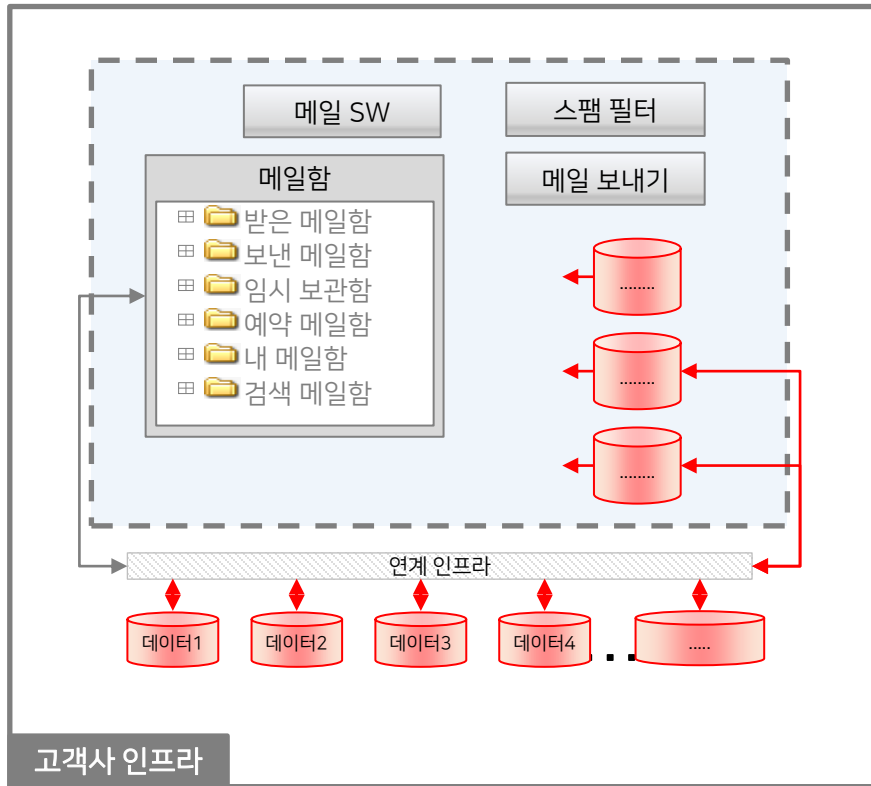 메일 SW
스팸 필터
메일함
메일 보내기
받은 메일함
보낸 메일함
임시 보관함
예약 메일함
내 메일함
검색 메일함
........
........
........
연계 인프라
데이터1
데이터2
데이터3
데이터4
. . .
.....
고객사 인프라